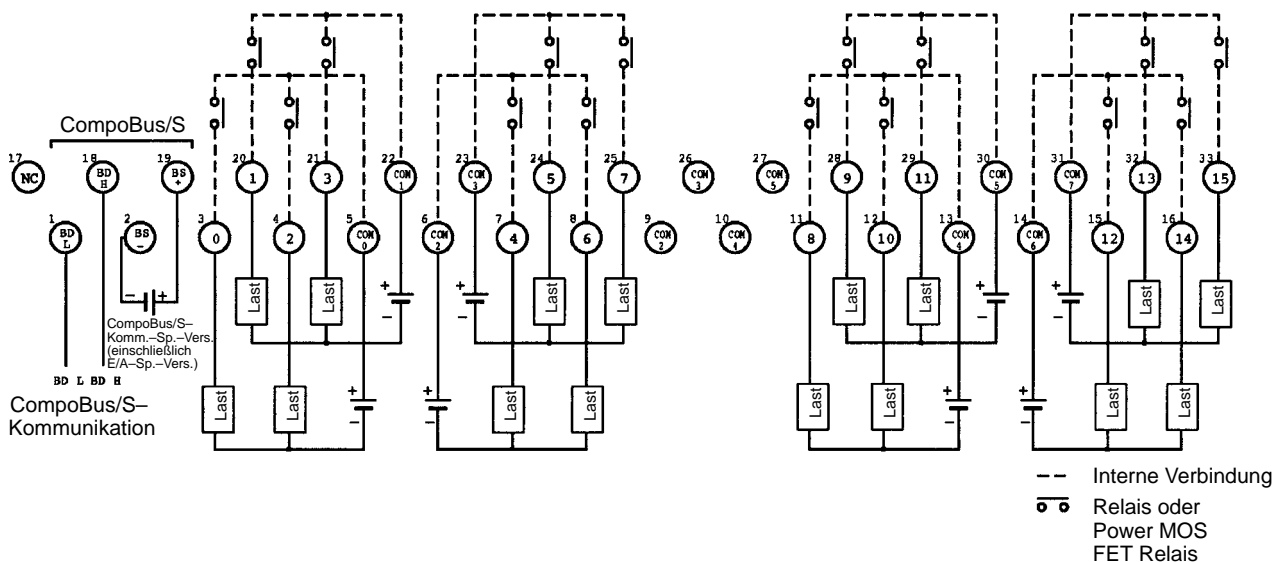 CompoBus/S
17 18 19 20 21 22 23 24 25 26 27 28 29 30 31 32 33
NC BD H BS + 1 3 COM 1 COM 3 5 7 COM 3 COM 5 9 11 COM 5 COM 7 13 15
1 2 3 4 5 6 7 8 9 10 11 12 13 14 15 16
BD L BS – 0 2 COM 0 COM 2 4 6 COM 2 COM 4 8 10 COM 4 COM 6 12 14
– +
Last Last + – + – Last Last Last Last + – + – Last Last
CompoBus/S–
Komm.–Sp.–Vers.
(einschließlich
E/A–Sp.–Vers.)
BD L BD H
CompoBus/S–
Kommunikation
Last Last + – + – Last Last Last Last + – + – Last Last
Interne Verbindung
Relais oder
Power MOS
FET Relais